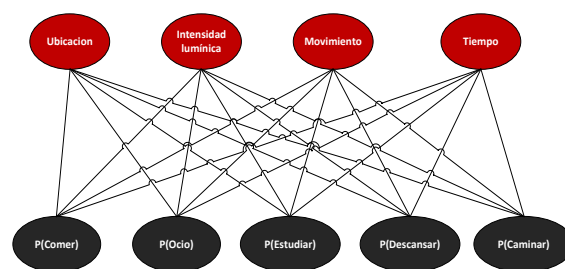 Ubicacion
Intensidad
lumínica
Movimiento
Tiempo
P(Comer)
P(Ocio)
P(Estudiar)
P(Descansar)
P(Caminar)